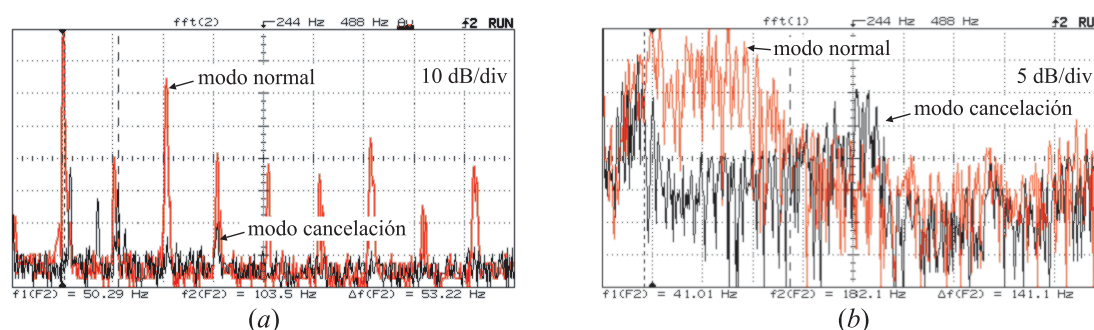 fft(2) 244 Hz 488 Hz Au f2 RUN
modo normal
10 dB/div
modo cancelación
f1(F2) = 50.29 Hz f2(F2) = 103.5 Hz Δf(F2) = 53.22 Hz
(a)
fft(1) 244 Hz 488 Hz f2 RUN
modo normal
5 dB/div
modo cancelación
f1(F2) = 41.01 Hz f2(F2) = 182.1 Hz Δf(F2) = 141.1 Hz
(b)